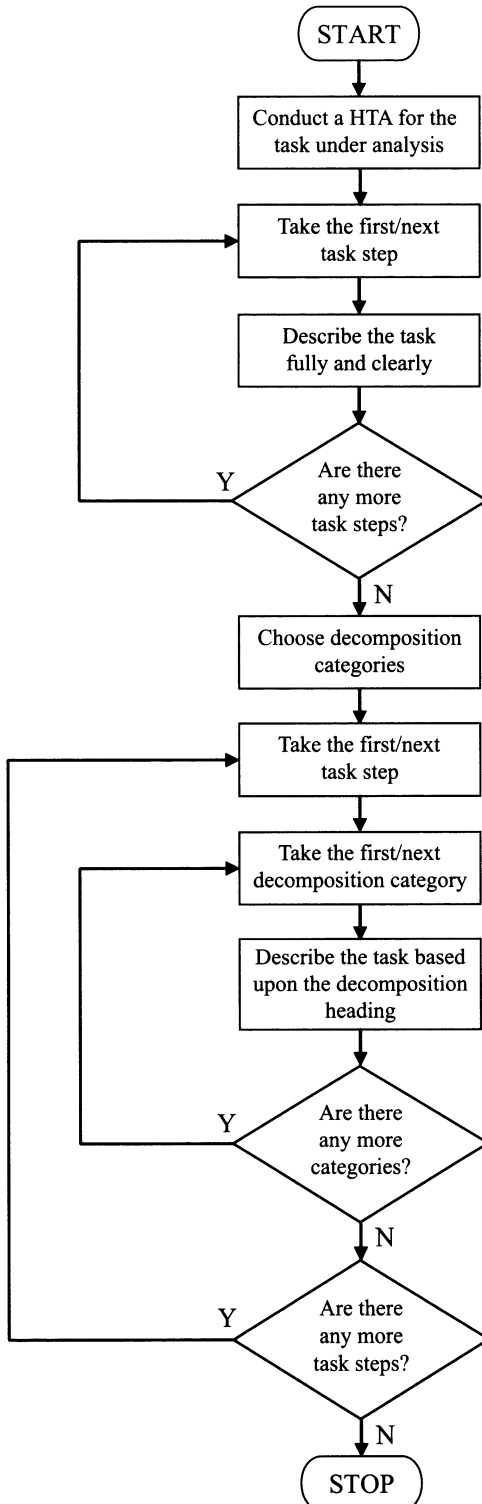 START
Conduct a HTA for the
task under analysis
Take the first/next
task step
Describe the task
fully and clearly
Are there
any more
task steps?
Y
N
Choose decomposition
categories
Take the first/next
task step
Take the first/next
decomposition category
Describe the task based
upon the decomposition
heading
Are there
any more
categories?
Y
N
Are there
any more
task steps?
Y
N
STOP